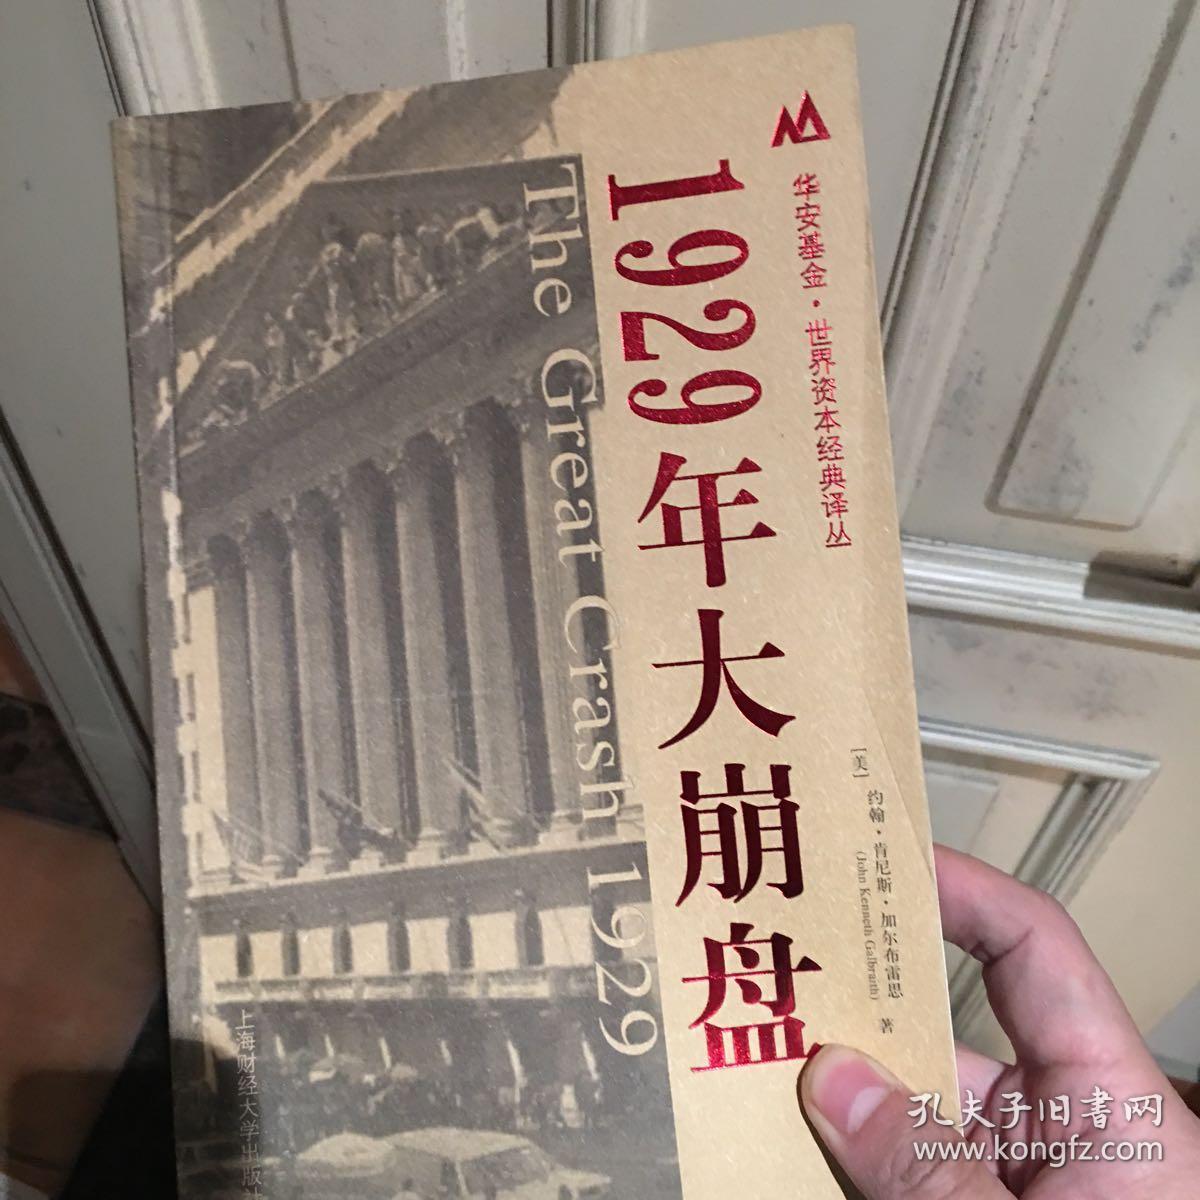 华安基金·世界资本经典译丛
1929年大崩盘
The Great Crash 1929
[美] 约翰·肯尼斯·加尔布雷思 著
(John Kenneth Galbraith)
上海财经大学出版社
孔夫子旧書网
www.kongfz.com